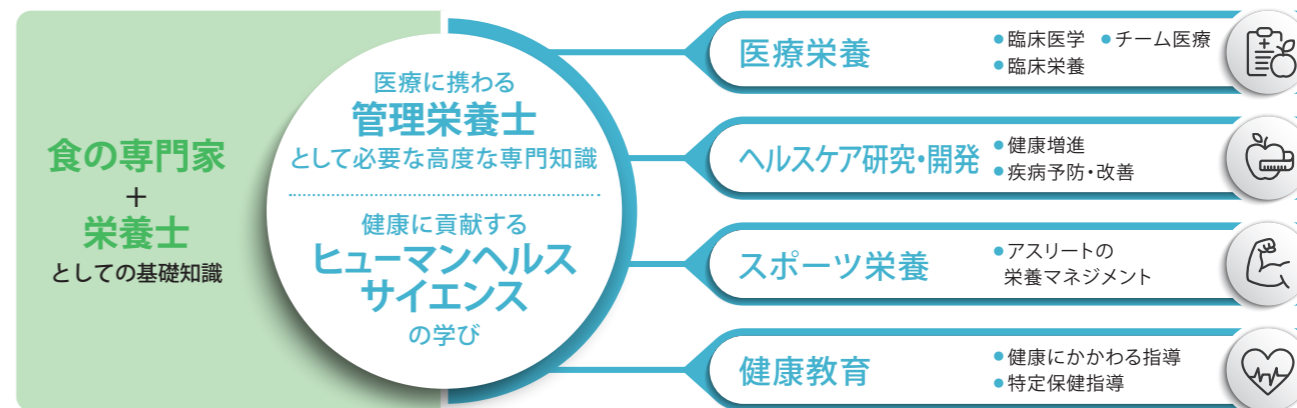 食の専門家
+
栄養士
としての基礎知識
医療に携わる
管理栄養士
として必要な高度な専門知識
健康に貢献する
ヒューマンヘルス
サイエンス
の学び
医療栄養
●臨床医学 ●チーム医療
●臨床栄養
ヘルスケア研究・開発
●健康増進
●疾病予防・改善
スポーツ栄養
●アスリートの
栄養マネジメント
健康教育
●健康にかかわる指導
●特定保健指導